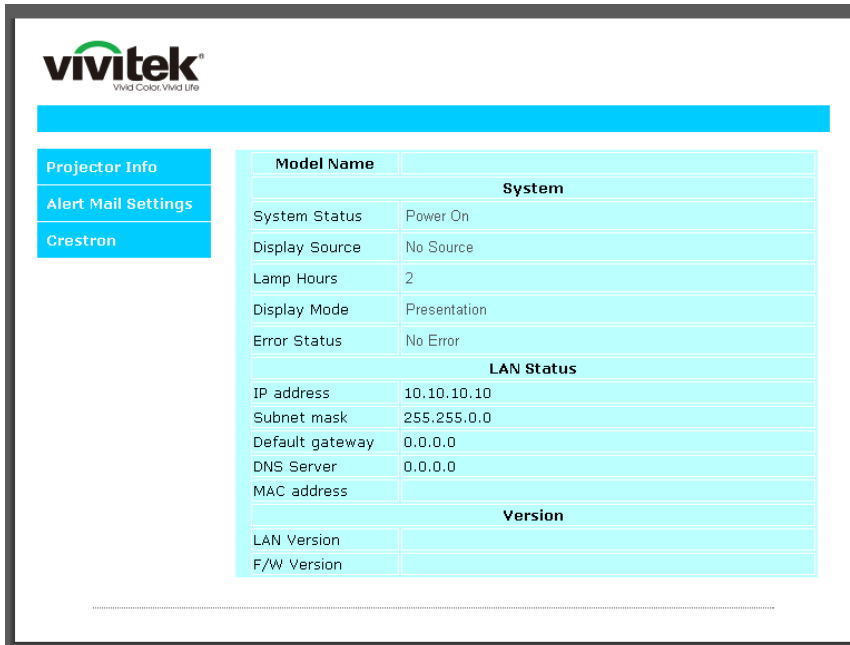 vivitek®
Vivid Color, Vivid Life
Projector Info
Alert Mail Settings
Crestron
Model Name
System
System Status Power On
Display Source No Source
Lamp Hours 2
Display Mode Presentation
Error Status No Error
LAN Status
IP address 10.10.10.10
Subnet mask 255.255.0.0
Default gateway 0.0.0.0
DNS Server 0.0.0.0
MAC address
Version
LAN Version
F/W Version